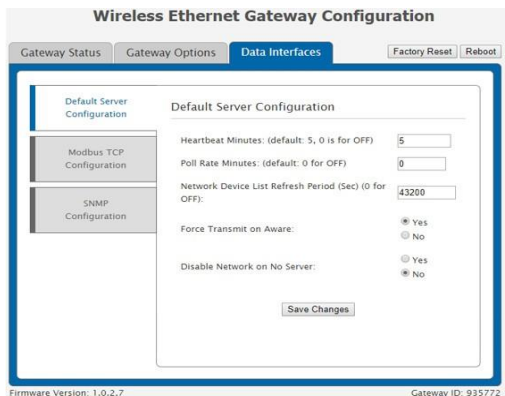 Wireless Ethernet Gateway Configuration
Gateway Status
Gateway Options
Data Interfaces
Factory Reset
Reboot
Default Server
Configuration
Modbus TCP
Configuration
SNMP
Configuration
Default Server Configuration
Heartbeat Minutes: (default: 5, 0 is for OFF)
5
Poll Rate Minutes: (default: 0 for OFF)
0
Network Device List Refresh Period (Sec) (0 for
OFF):
43200
Force Transmit on Aware:
Yes
No
Disable Network on No Server:
Yes
No
Save Changes
Firmware Version: 1.0.2.7
Gateway ID: 935772